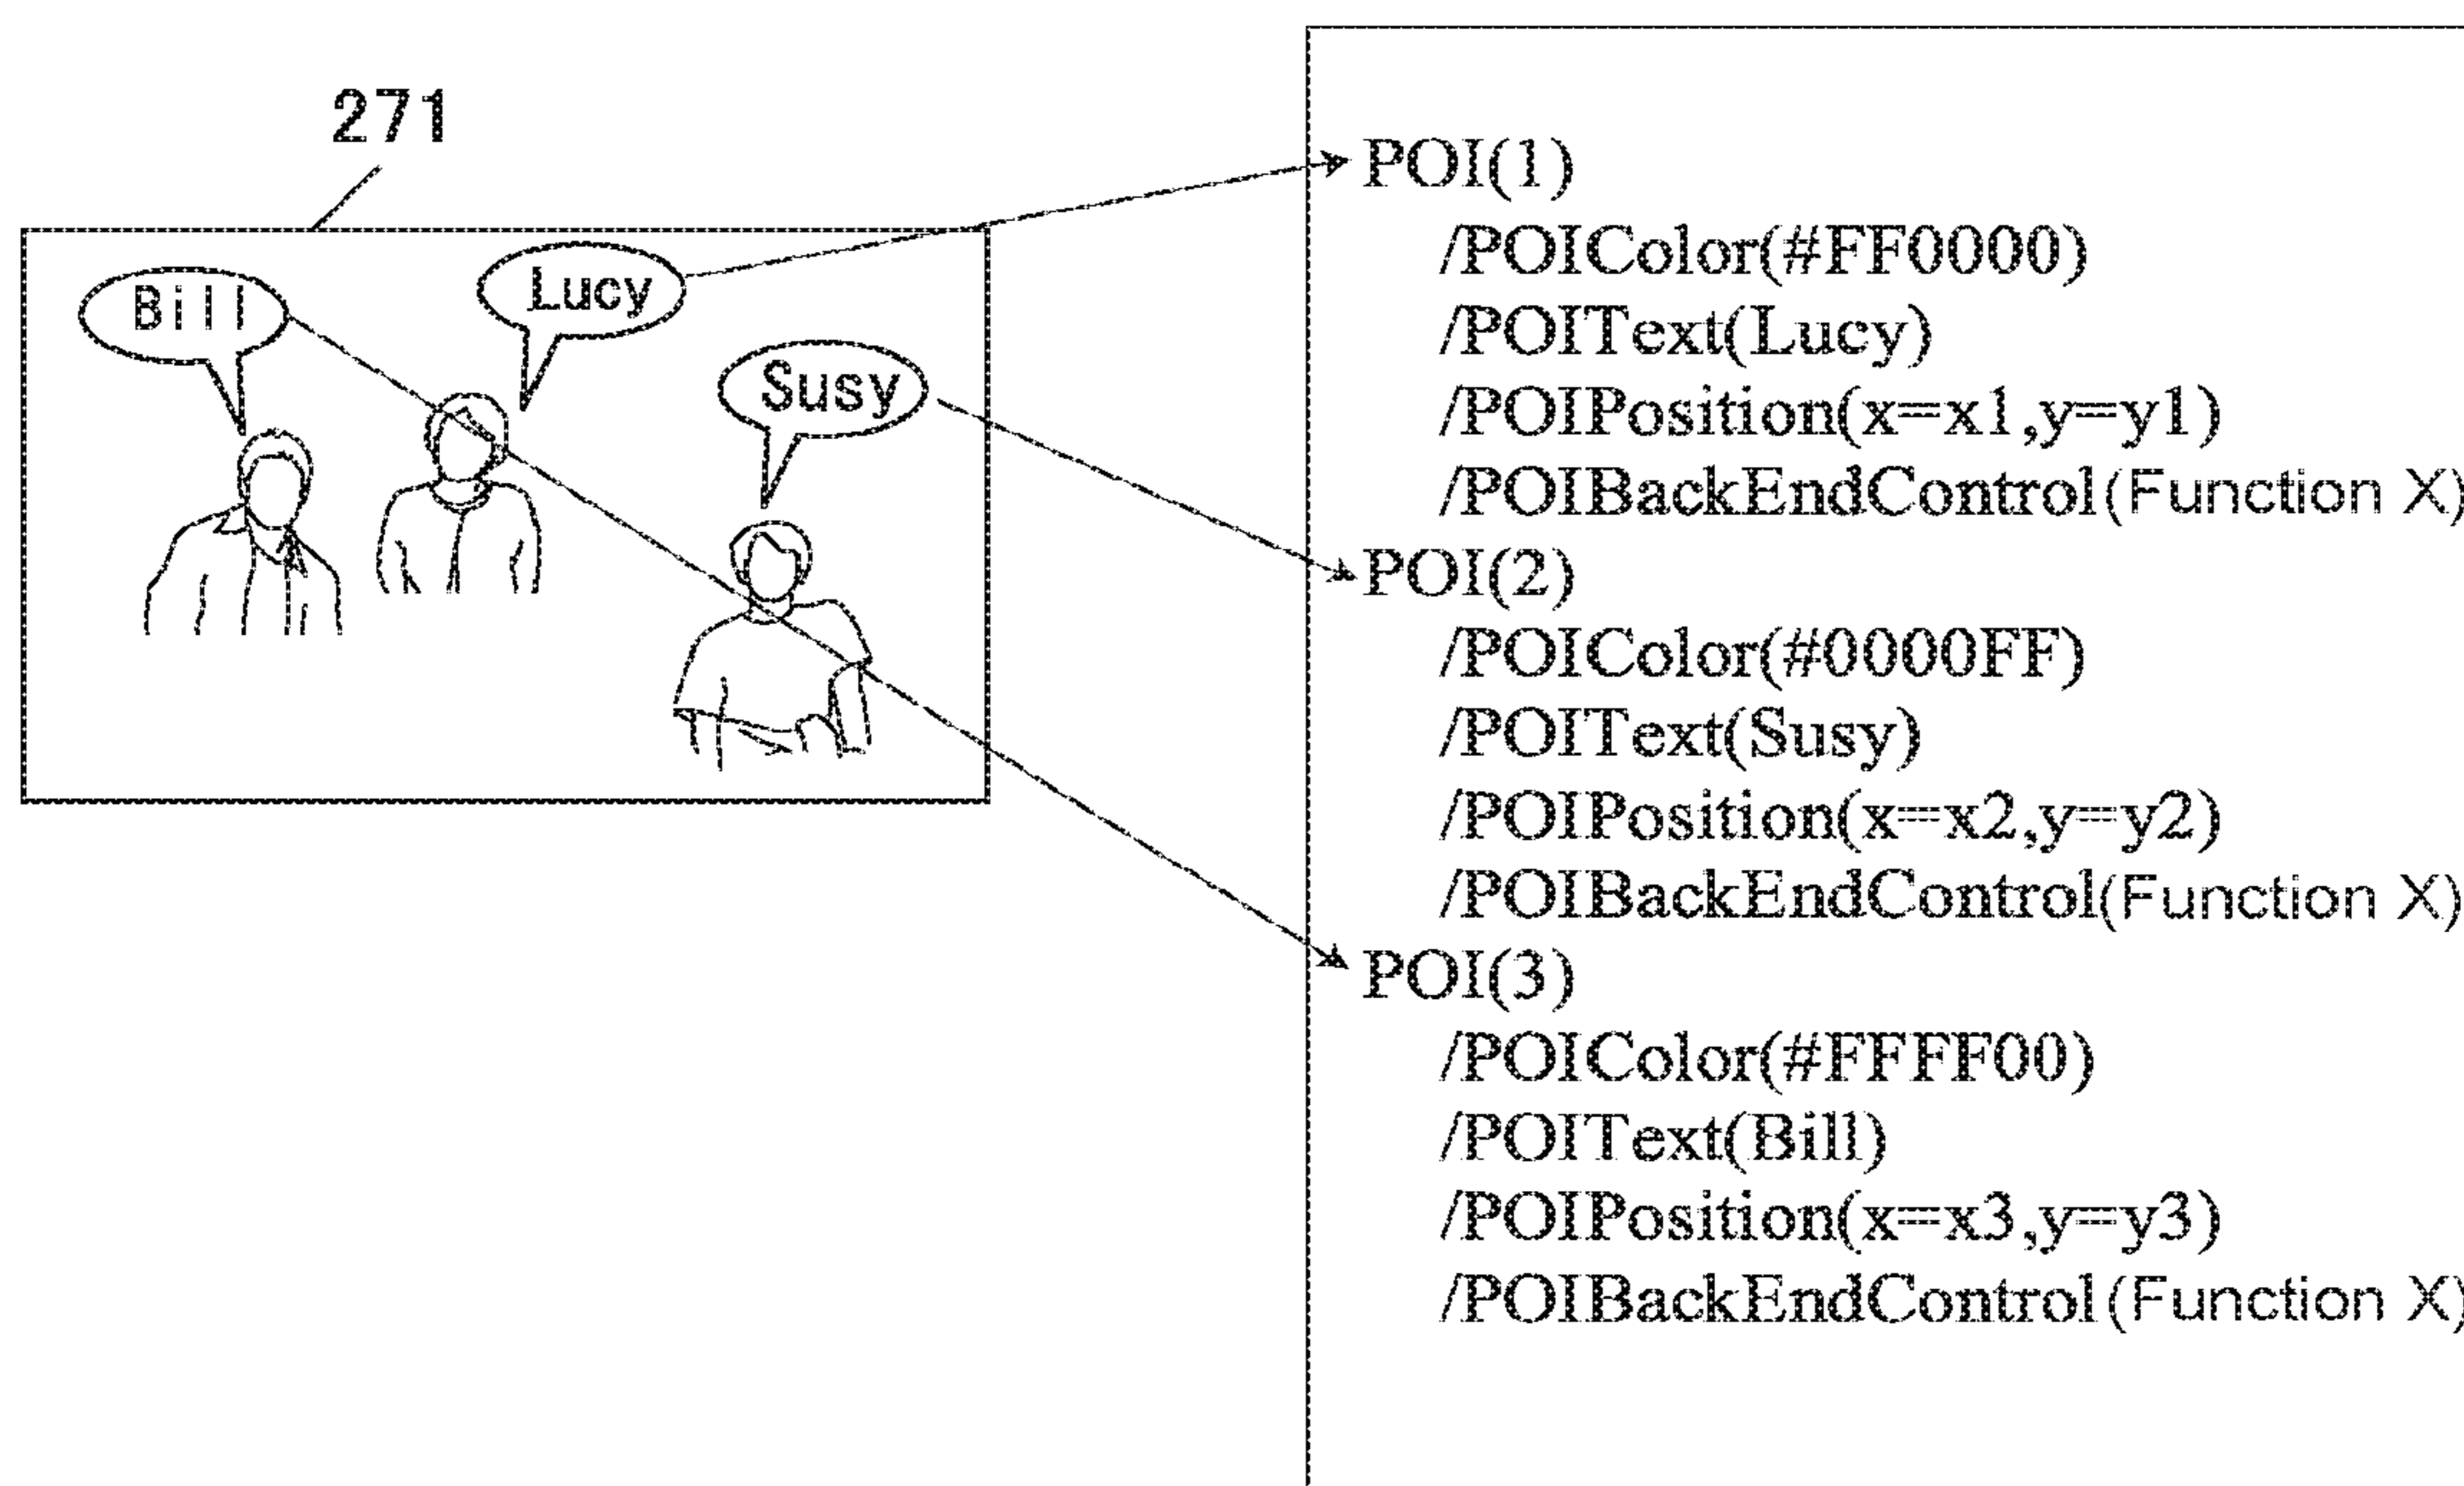 271
Bill
Lucy
Susy
POI(1)
/POIColor(#FF0000)
/POIText(Lucy)
/POIPosition(x=x1,y=y1)
/POIBackEndControl(Function X)
POI(2)
/POIColor(#0000FF)
/POIText(Susy)
/POIPosition(x=x2,y=y2)
/POIBackEndControl(Function X)
POI(3)
/POIColor(#FFFF00)
/POIText(Bill)
/POIPosition(x=x3,y=y3)
/POIBackEndControl(Function X)